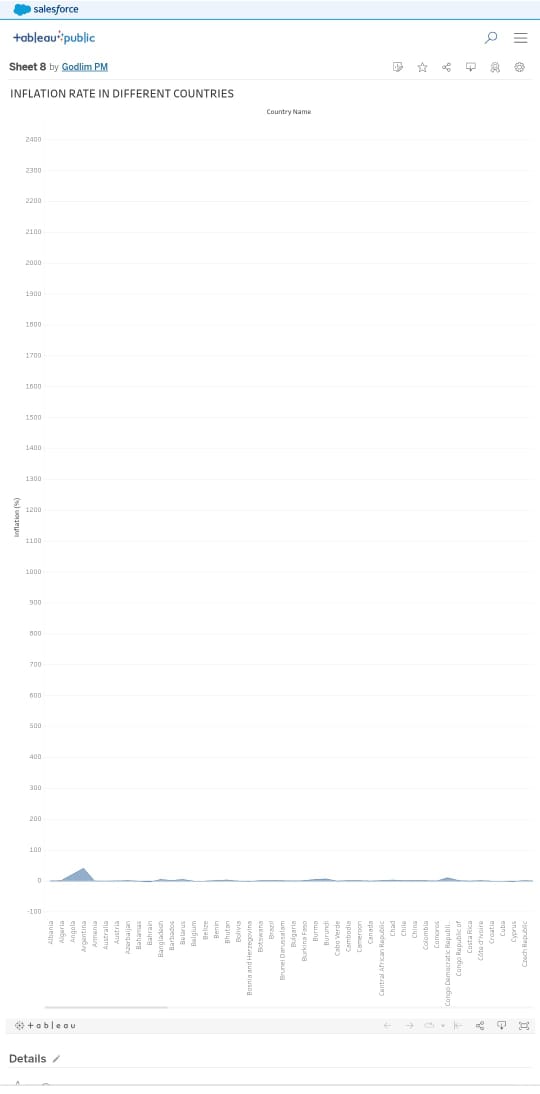 salesforce
+ableau public
Sheet 8 by Godlim PM
INFLATION RATE IN DIFFERENT COUNTRIES
Country Name
2400
2300
2200
2100
2000
1900
1800
1700
1600
1500
1400
1300
1200
1100
1000
900
800
700
600
500
400
300
200
100
0
-100
Inflation (%)
Albania
Algeria
Angola
Argentina
Armenia
Australia
Austria
Azerbaijan
Bahamas
Bahrain
Bangladesh
Barbados
Belarus
Belgium
Belize
Benin
Bhutan
Bolivia
Bosnia and Herzegovina
Botswana
Brazil
Brunei Darussalam
Bulgaria
Burkina Faso
Burma
Burundi
Cabo Verde
Cambodia
Cameroon
Canada
Central African Republic
Chad
Chile
China
Colombia
Comoros
Congo Democratic Republi..
Congo Republic of
Costa Rica
Côte d'Ivoire
Croatia
Cuba
Cyprus
Czech Republic
+ a b l e a u
Details